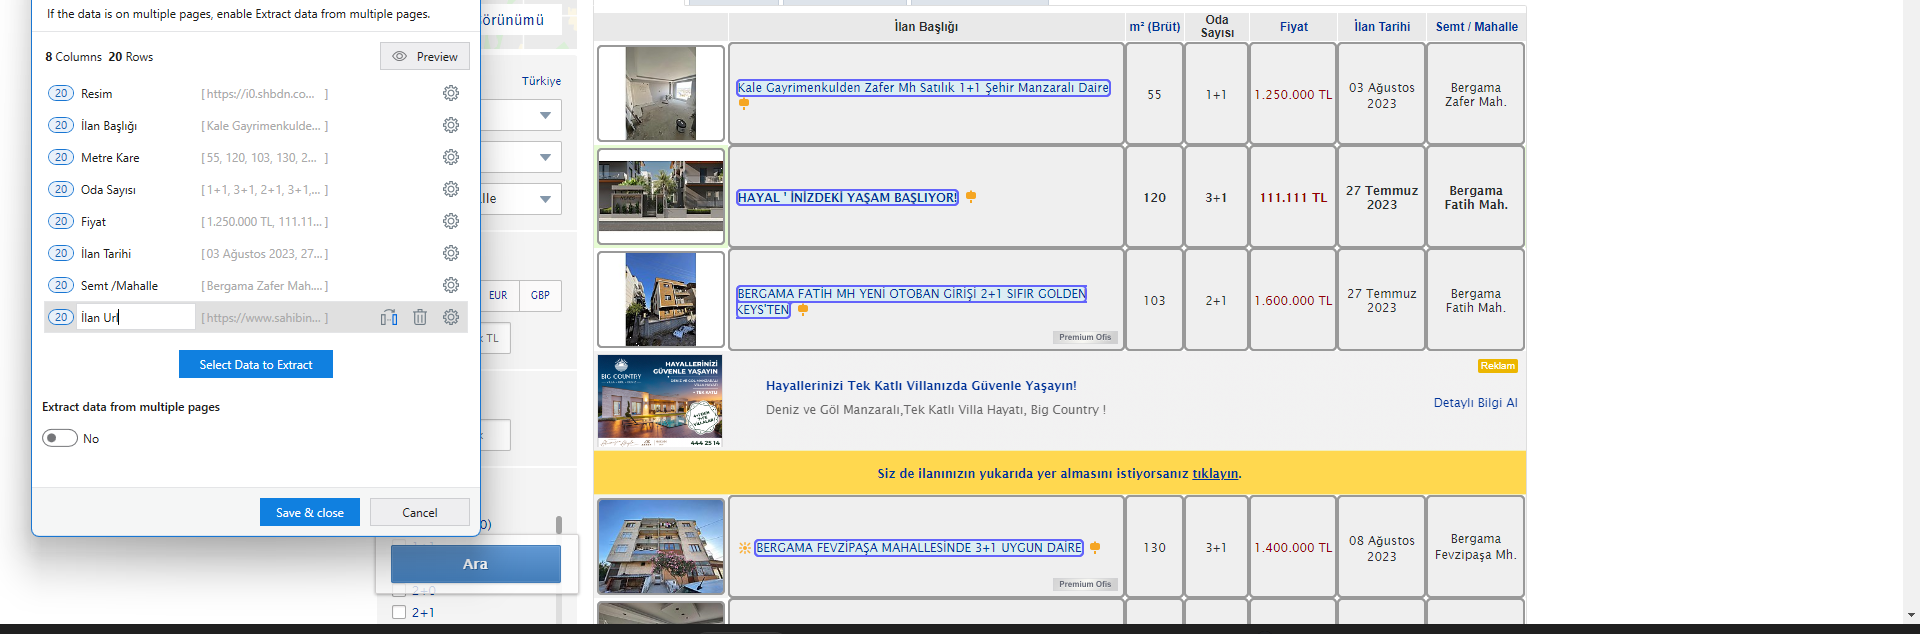 If the data is on multiple pages, enable Extract data from multiple pages.
8 Columns 20 Rows
Preview
20 Resim [https://i0.shbdn.co... ]
20 İlan Başlığı [Kale Gayrimenkulde... ]
20 Metre Kare [55, 120, 103, 130, 2... ]
20 Oda Sayısı [1+1, 3+1, 2+1, 3+1,... ]
20 Fiyat [1.250.000 TL, 111.11... ]
20 İlan Tarihi [03 Ağustos 2023, 27... ]
20 Semt /Mahalle [Bergama Zafer Mah.... ]
20 İlan Url [https://www.sahibin... ]
Select Data to Extract
Extract data from multiple pages
No
Save & close Cancel
örünümü
Türkiye
lle
EUR GBP
TL
0)
Ara
2+0
2+1
İlan Başlığı m² (Brüt) Oda Sayısı Fiyat İlan Tarihi Semt / Mahalle
Kale Gayrimenkulden Zafer Mh Satılık 1+1 Şehir Manzaralı Daire
55 1+1 1.250.000 TL 03 Ağustos 2023 Bergama Zafer Mah.
HAYAL ' İNİZDEKİ YAŞAM BAŞLIYOR!
120 3+1 111.111 TL 27 Temmuz 2023 Bergama Fatih Mah.
BERGAMA FATİH MH YENİ OTOBAN GİRİŞİ 2+1 SIFIR GOLDEN
KEYS'TEN
Premium Ofis
103 2+1 1.600.000 TL 27 Temmuz 2023 Bergama Fatih Mah.
BIG COUNTRY
HAYALLERİNİZİ
GÜVENLE YAŞAYIN
444 25 14
Hayallerinizi Tek Katlı Villanızda Güvenle Yaşayın!
Deniz ve Göl Manzaralı,Tek Katlı Villa Hayatı, Big Country !
Reklam
Detaylı Bilgi Al
Siz de ilanınızın yukarıda yer almasını istiyorsanız tıklayın.
BERGAMA FEVZİPAŞA MAHALLESİNDE 3+1 UYGUN DAİRE
Premium Ofis
130 3+1 1.400.000 TL 08 Ağustos 2023 Bergama Fevzipaşa Mh.